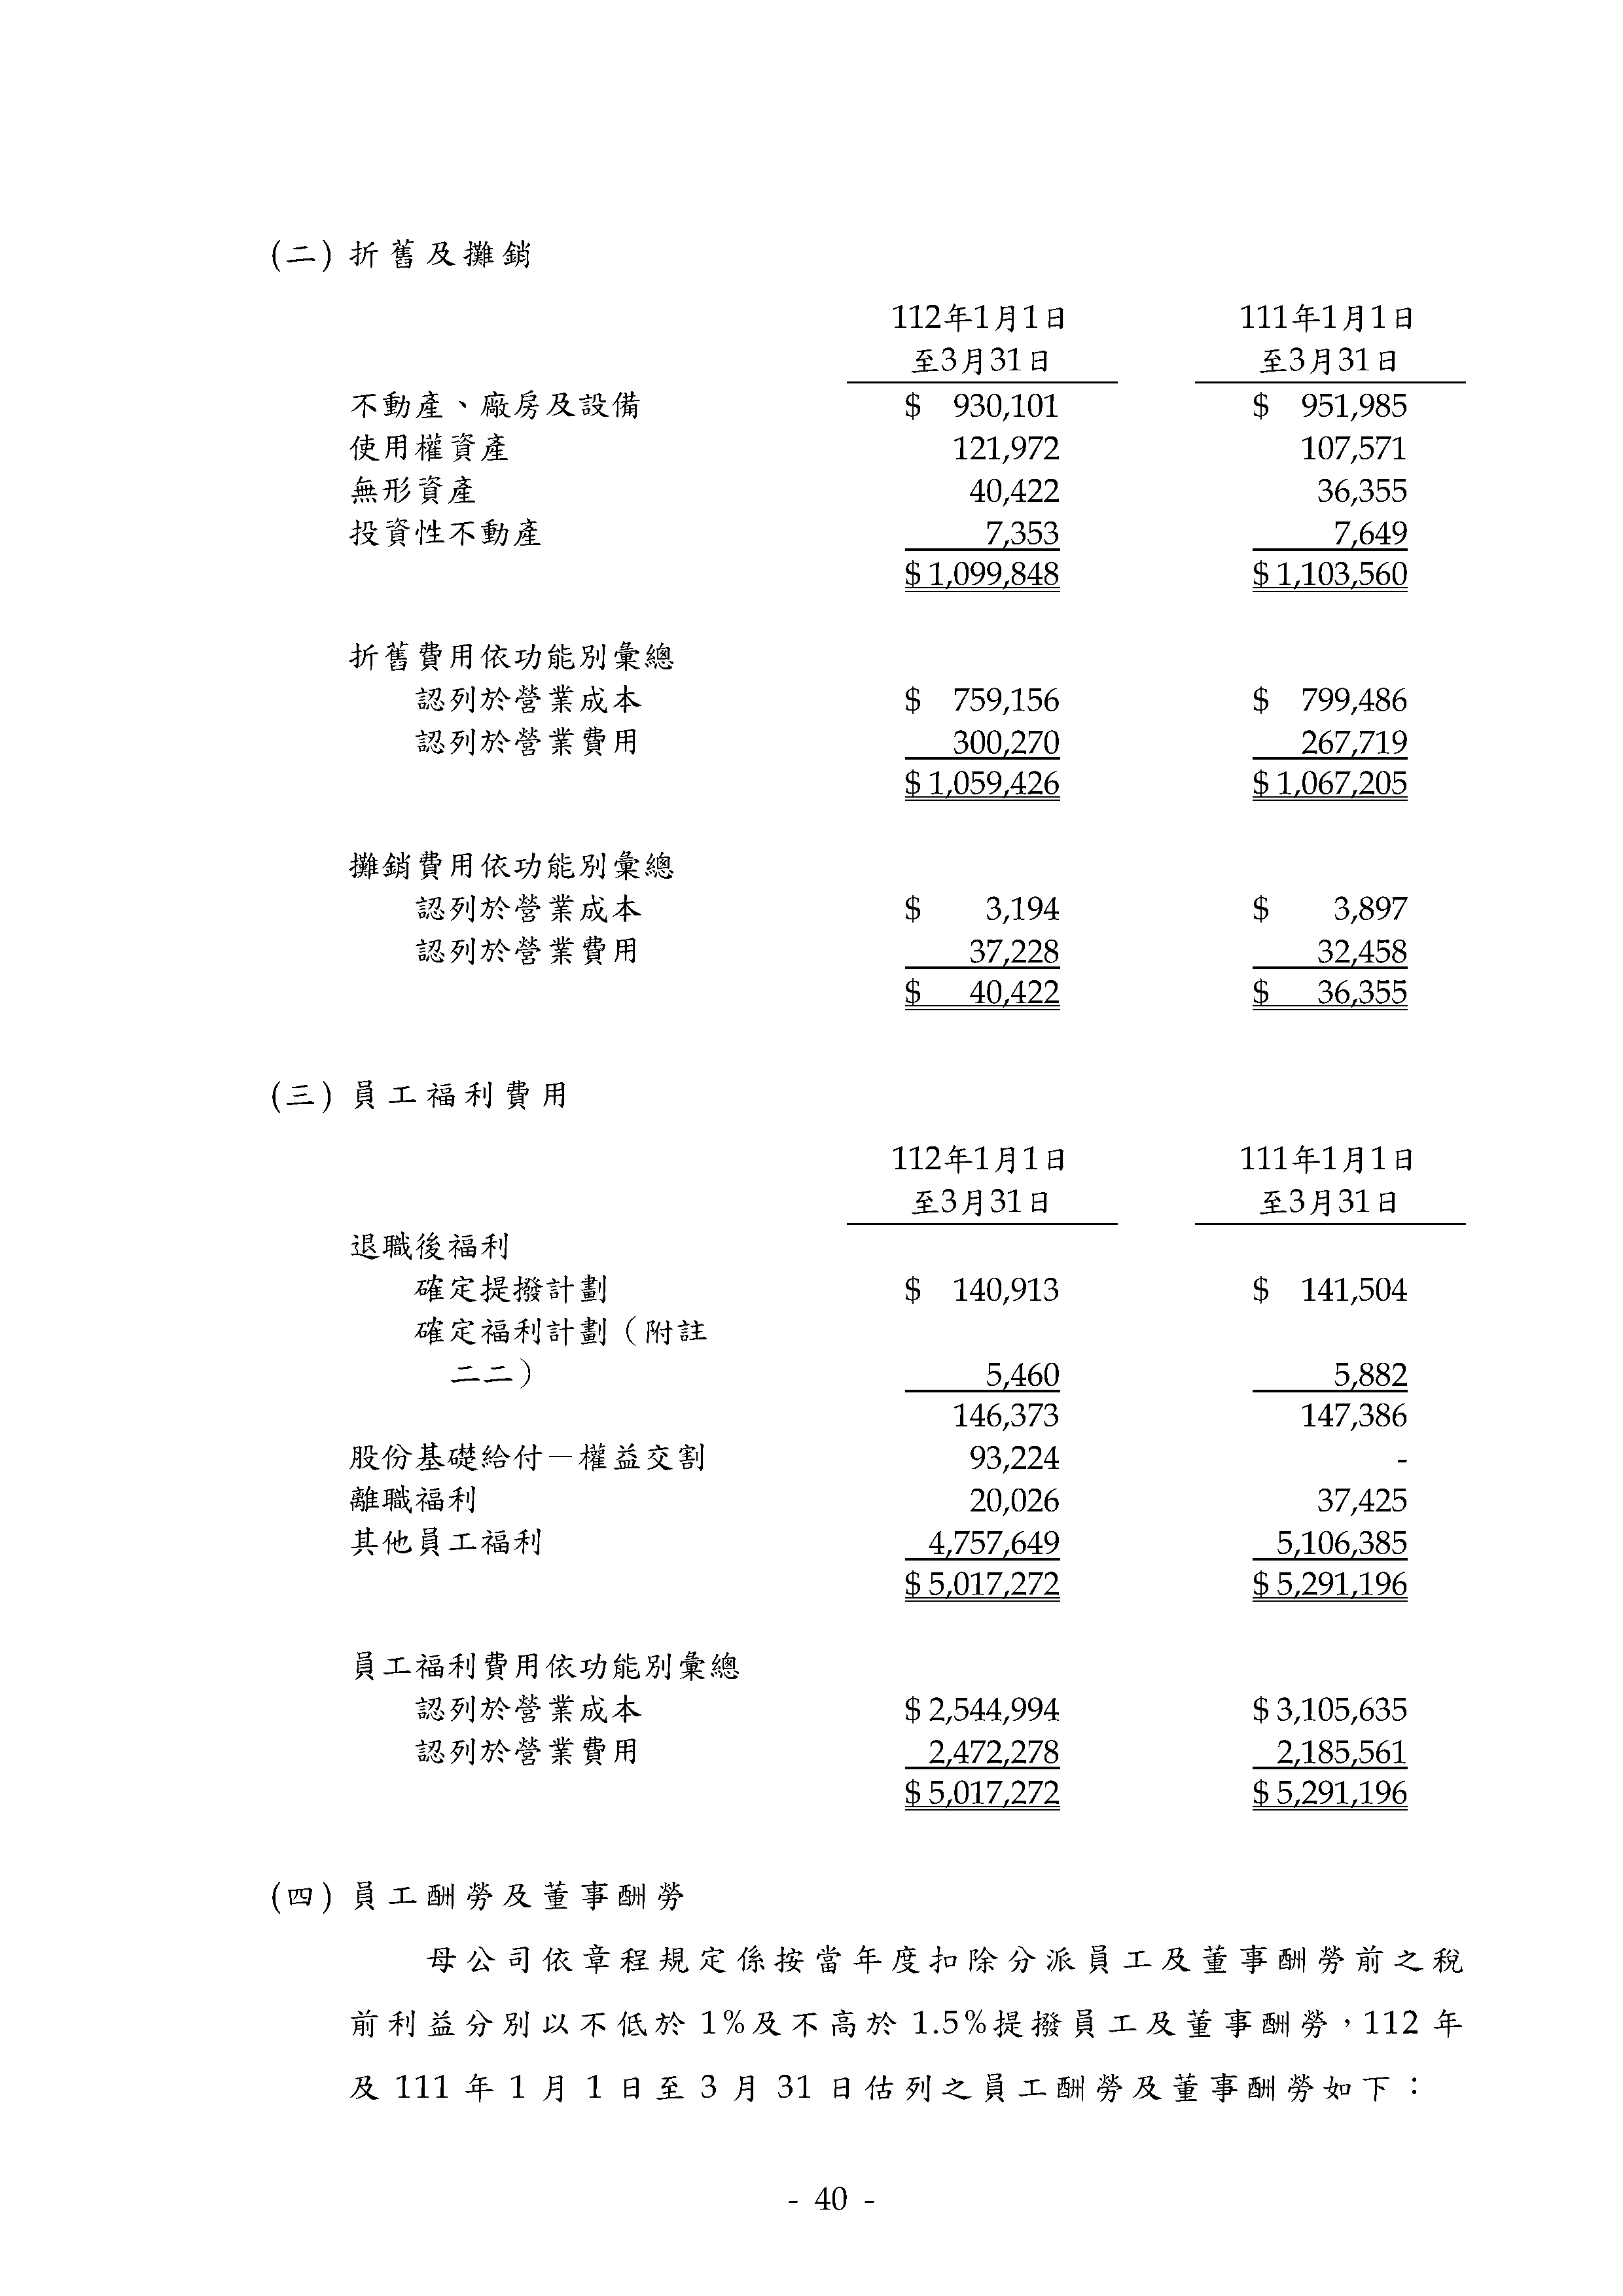 (二) 折舊及攤銷
112年1月1日 111年1月1日
至3月31日 至3月31日
不動產、廠房及設備 $ 930,101 $ 951,985
使用權資產 121,972 107,571
無形資產 40,422 36,355
投資性不動產 7,353 7,649
$ 1,099,848 $ 1,103,560
折舊費用依功能別彙總
認列於營業成本 $ 759,156 $ 799,486
認列於營業費用 300,270 267,719
$ 1,059,426 $ 1,067,205
攤銷費用依功能別彙總
認列於營業成本 $ 3,194 $ 3,897
認列於營業費用 37,228 32,458
$ 40,422 $ 36,355
(三) 員工福利費用
112年1月1日 111年1月1日
至3月31日 至3月31日
退職後福利
確定提撥計劃 $ 140,913 $ 141,504
確定福利計劃（附註
二二） 5,460 5,882
146,373 147,386
股份基礎給付－權益交割 93,224 -
離職福利 20,026 37,425
其他員工福利 4,757,649 5,106,385
$ 5,017,272 $ 5,291,196
員工福利費用依功能別彙總
認列於營業成本 $ 2,544,994 $ 3,105,635
認列於營業費用 2,472,278 2,185,561
$ 5,017,272 $ 5,291,196
(四) 員工酬勞及董事酬勞
母公司依章程規定係按當年度扣除分派員工及董事酬勞前之稅
前利益分別以不低於 1%及不高於 1.5%提撥員工及董事酬勞，112 年
及 111 年 1 月 1 日至 3 月 31 日估列之員工酬勞及董事酬勞如下：
- 40 -